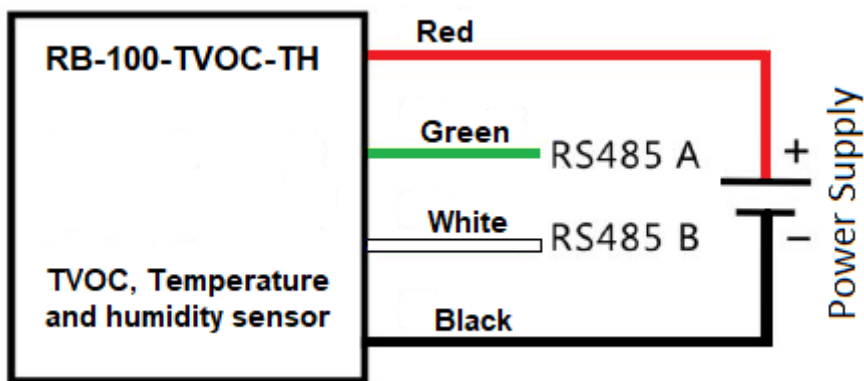 Red
RB-100-TVOC-TH
Green
RS485 A
+
Power Supply
White
RS485 B
−
TVOC, Temperature
and humidity sensor
Black